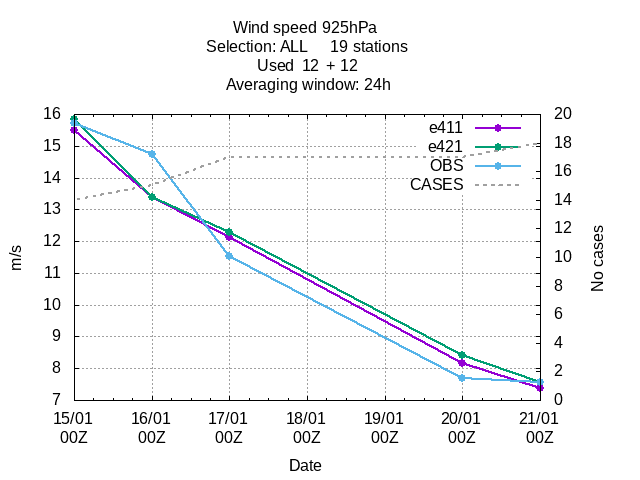 Wind speed 925hPa
Selection: ALL 19 stations
Used 12 + 12
Averaging window: 24h
16 20
15 18
14 16
13 14
12 12
11 10
10 8
9 6
8 4
7 2
0
e411
e421
OBS
CASES
m/s
No cases
15/01 16/01 17/01 18/01 19/01 20/01 21/01
00Z 00Z 00Z 00Z 00Z 00Z 00Z
Date